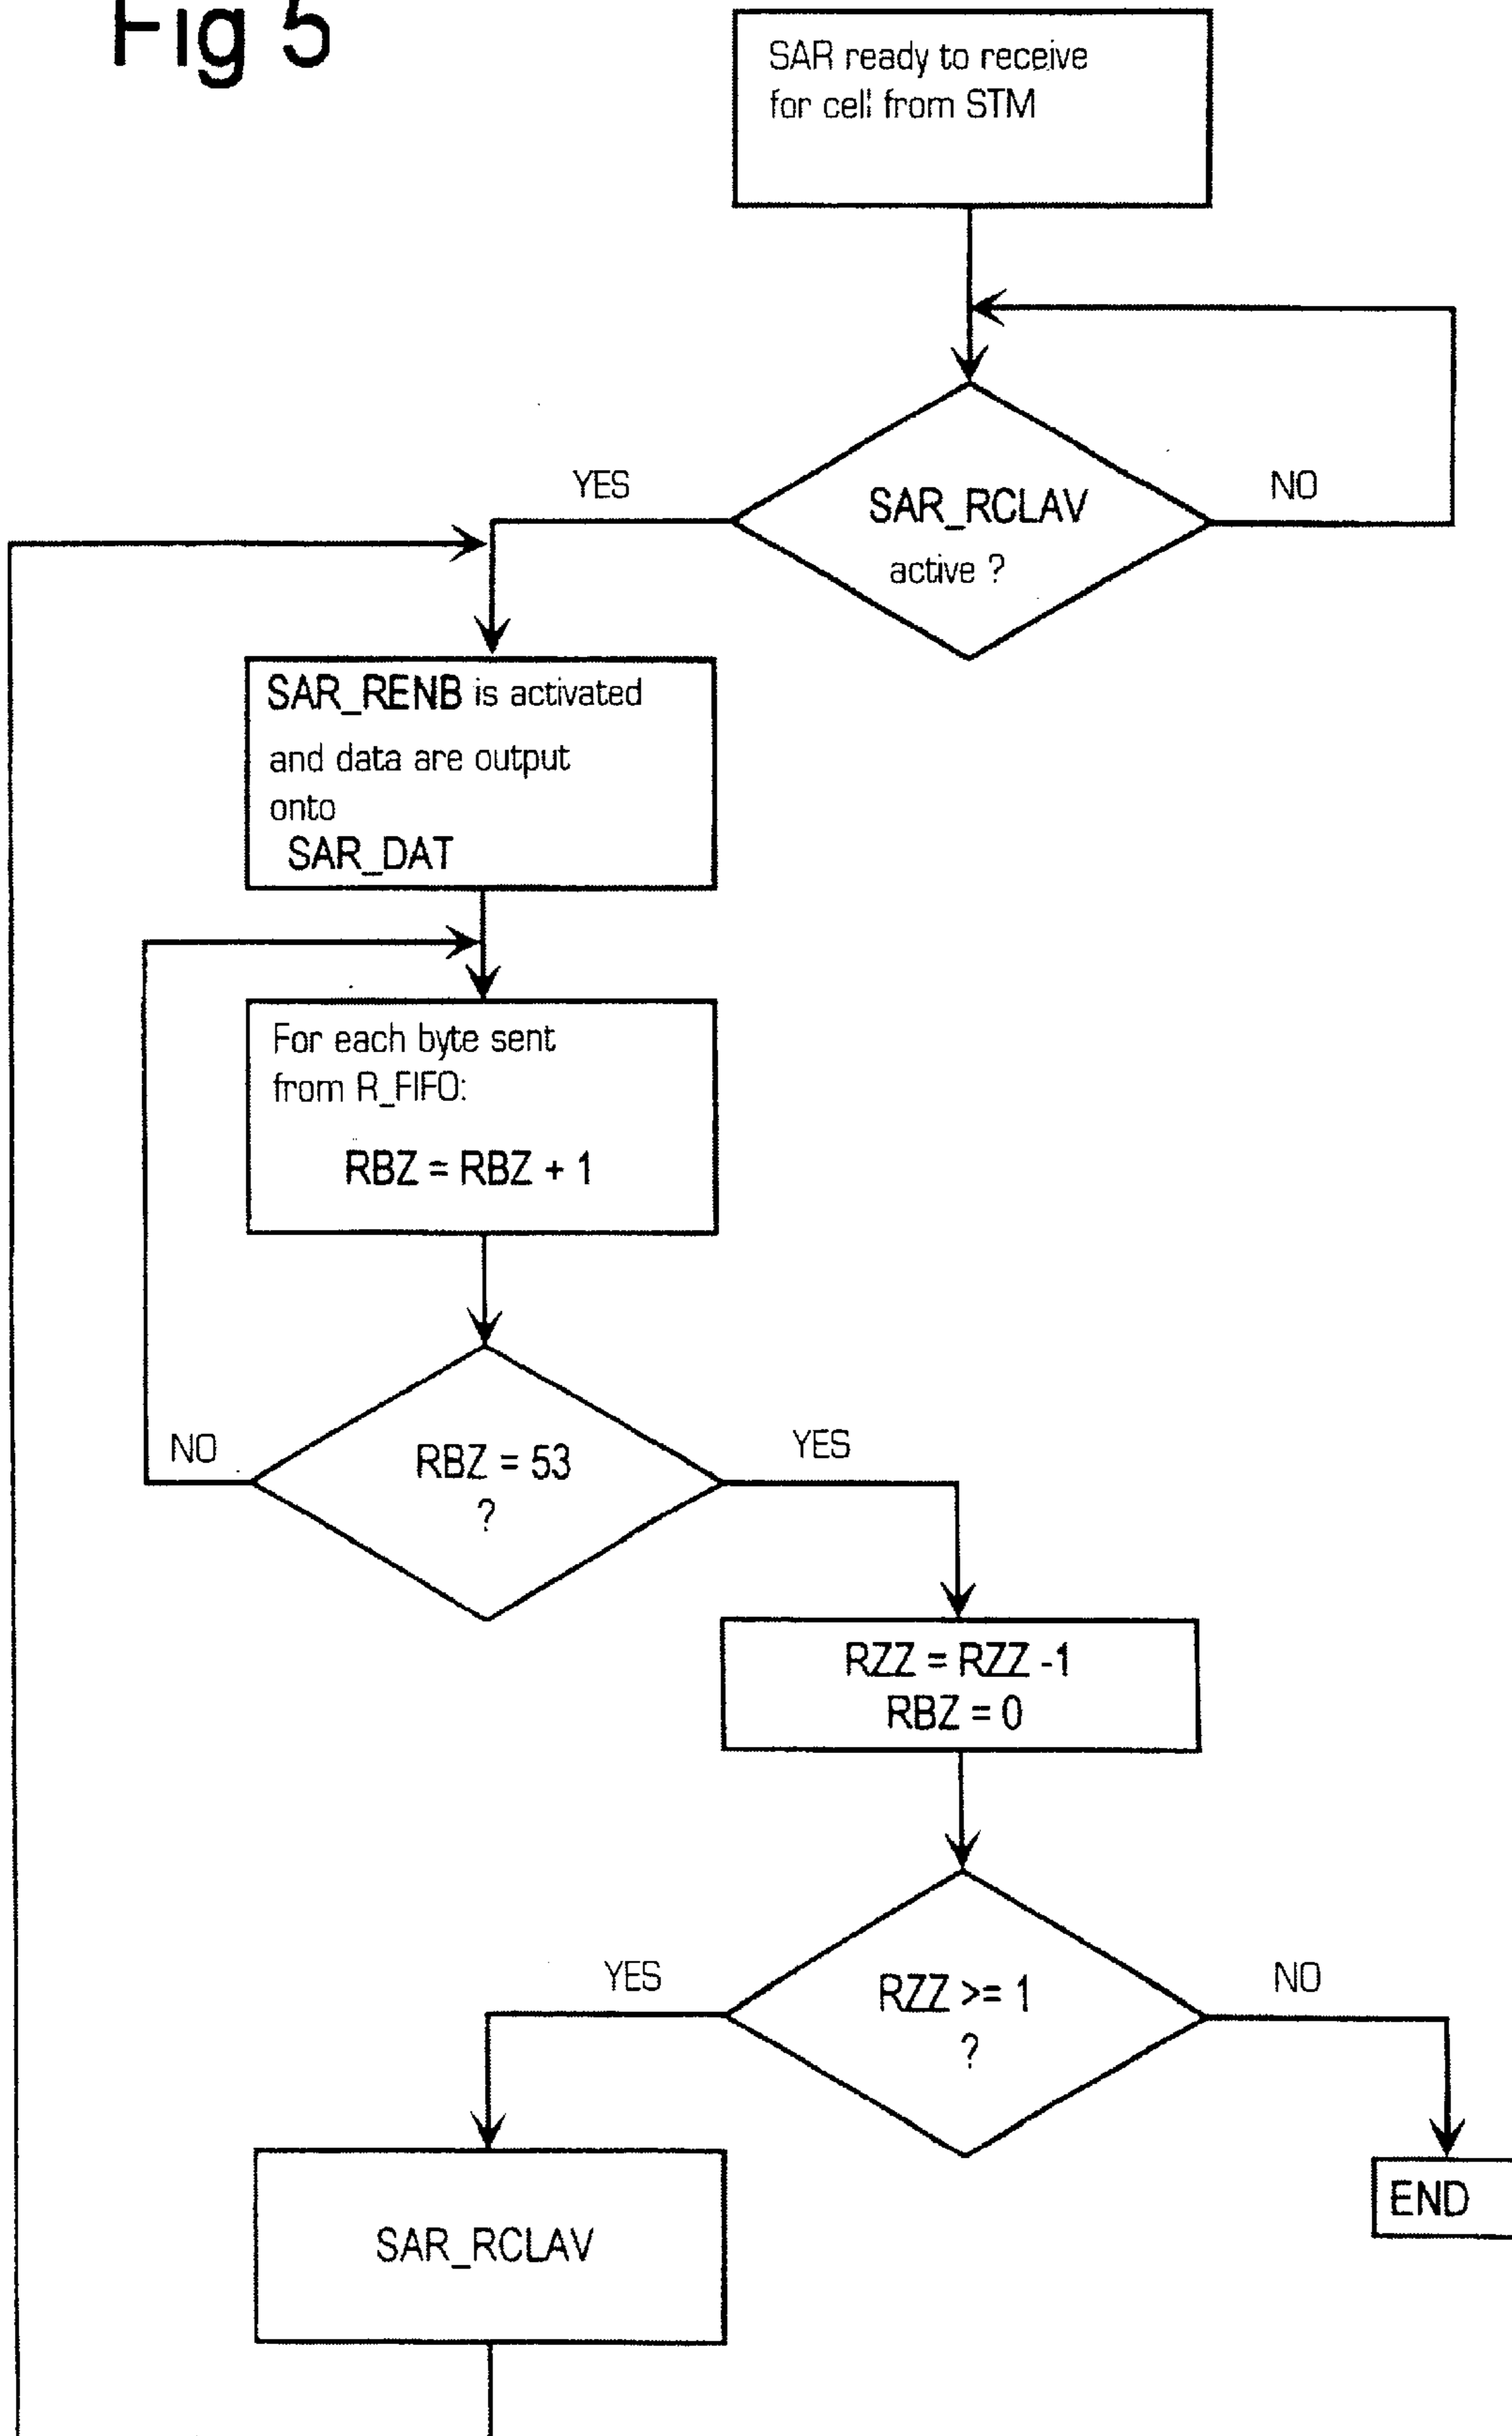 Fig 5
SAR ready to receive
for cell from STM
YES
NO
SAR_RCLAV
active ?
SAR_RENB is activated
and data are output
onto
SAR_DAT
For each byte sent
from R_FIFO:
RBZ = RBZ + 1
NO
RBZ = 53
?
YES
RZZ = RZZ -1
RBZ = 0
YES
RZZ >= 1
?
NO
SAR_RCLAV
END